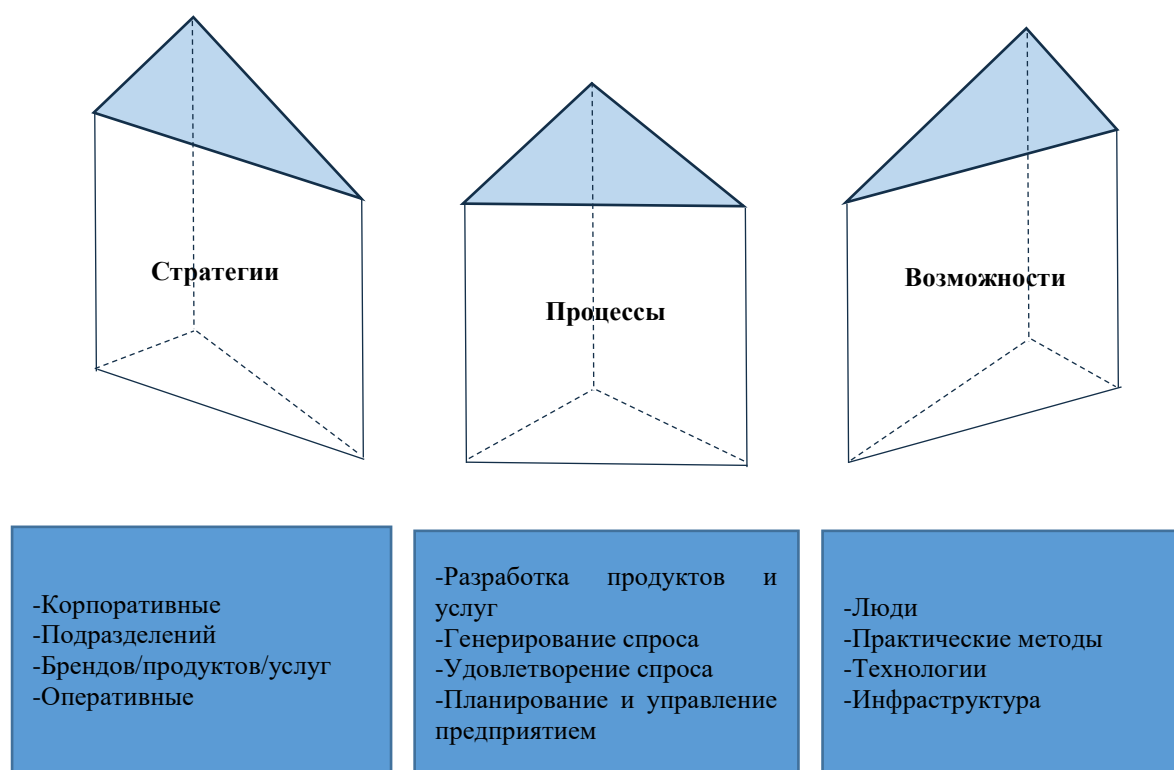 Стратегии
Процессы
Возможности
-Корпоративные
-Подразделений
-Брендов/продуктов/услуг
-Оперативные
-Разработка продуктов и
услуг
-Генерирование спроса
-Удовлетворение спроса
-Планирование и управление
предприятием
-Люди
-Практические методы
-Технологии
-Инфраструктура